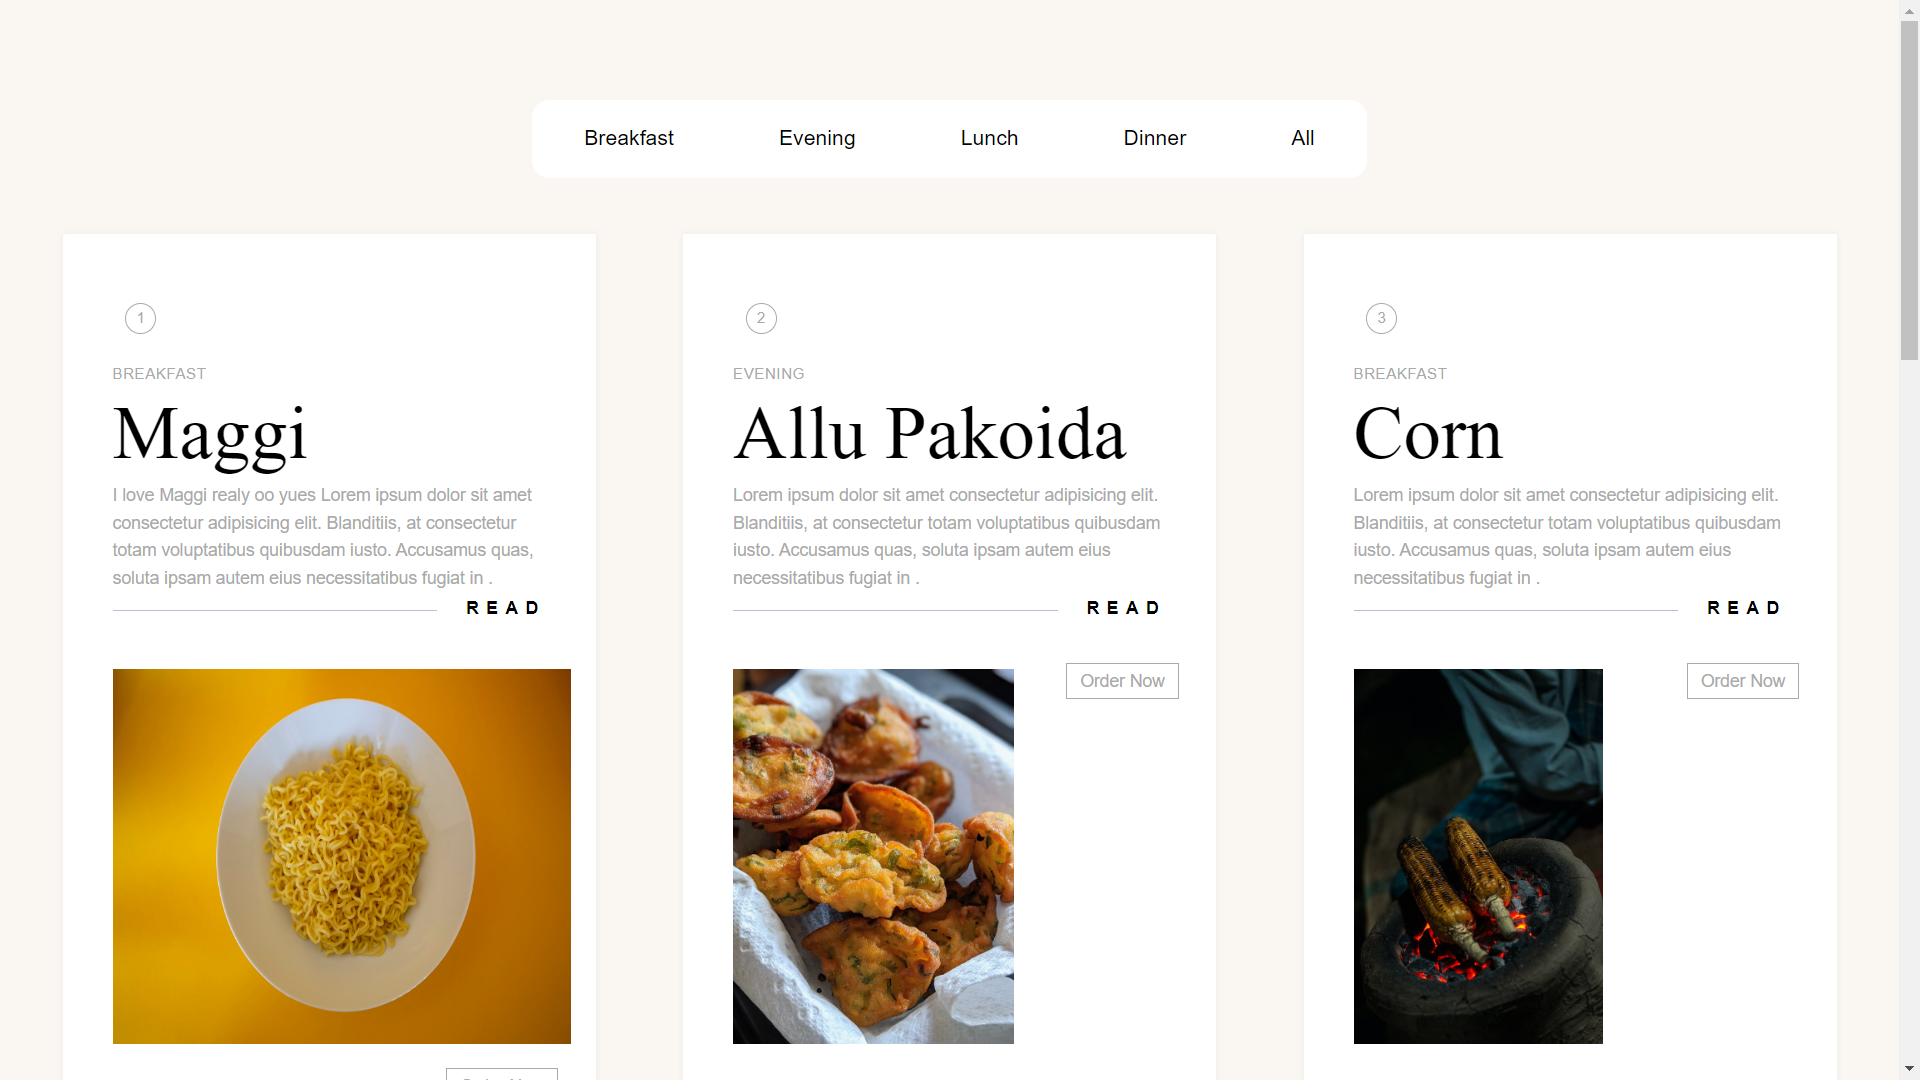 Breakfast Evening Lunch Dinner All
1
BREAKFAST
Maggi
I love Maggi realy oo yues Lorem ipsum dolor sit amet
consectetur adipisicing elit. Blanditiis, at consectetur
totam voluptatibus quibusdam iusto. Accusamus quas,
soluta ipsam autem eius necessitatibus fugiat in .
READ
2
EVENING
Allu Pakoida
Lorem ipsum dolor sit amet consectetur adipisicing elit.
Blanditiis, at consectetur totam voluptatibus quibusdam
iusto. Accusamus quas, soluta ipsam autem eius
necessitatibus fugiat in .
READ
Order Now
3
BREAKFAST
Corn
Lorem ipsum dolor sit amet consectetur adipisicing elit.
Blanditiis, at consectetur totam voluptatibus quibusdam
iusto. Accusamus quas, soluta ipsam autem eius
necessitatibus fugiat in .
READ
Order Now